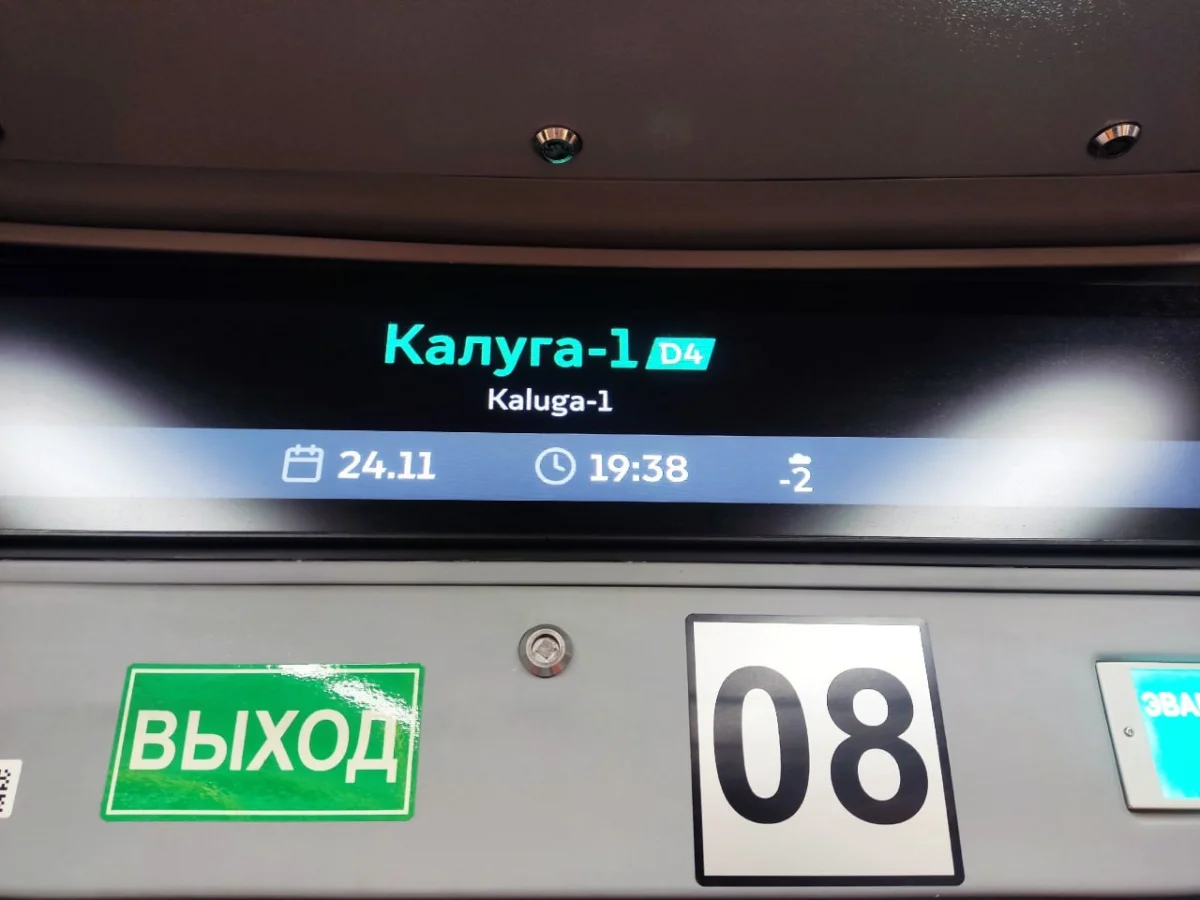 Калуга-1 D4
Kaluga-1
24.11 19:38 -2
ВЫХОД
08